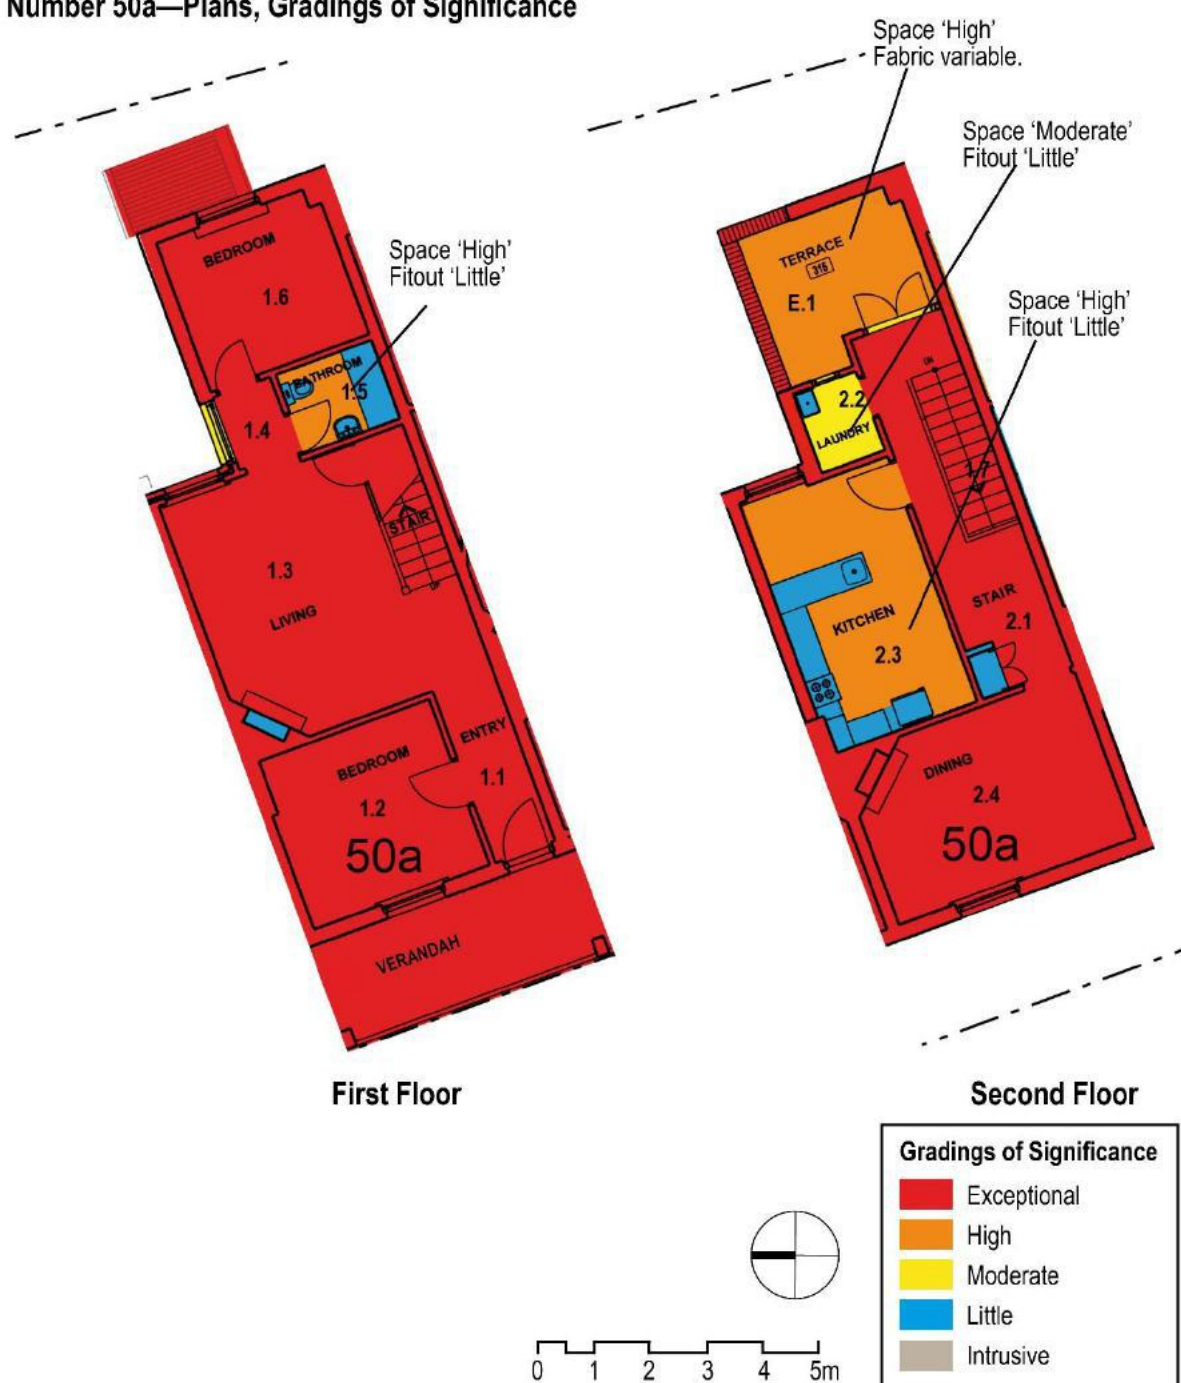 Number 50a—Plans, Gradings of Significance
Space ‘High’
Fabric variable.
Space ‘Moderate’
Fitout ‘Little’
Space ‘High’
Fitout ‘Little’
Space ‘High’
Fitout ‘Little’
BEDROOM
1.6
BATHROOM
1.5
1.4
STAIR
1.3
LIVING
ENTRY
1.1
BEDROOM
1.2
50a
VERANDAH
First Floor
TERRACE
315
E.1
DN
2.2
LAUNDRY
1.7
KITCHEN
2.3
STAIR
2.1
DINING
2.4
50a
Second Floor
Gradings of Significance
Exceptional
High
Moderate
Little
Intrusive
0 1 2 3 4 5m